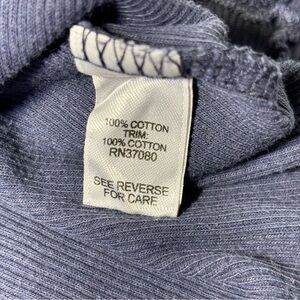 100% COTTON
TRIM:
100% COTTON
RN37080
SEE REVERSE
FOR CARE